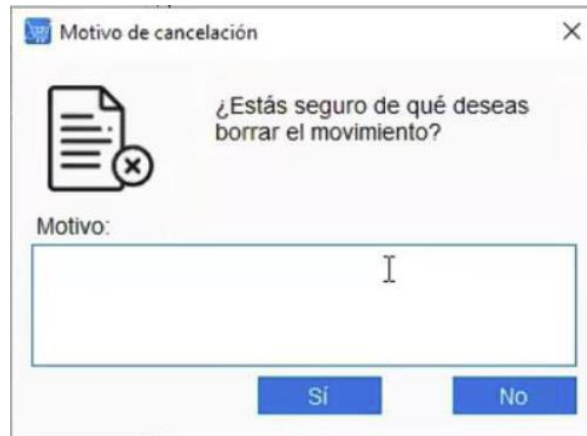 Motivo de cancelación
¿Estás seguro de qué deseas
borrar el movimiento?
Motivo:
Sí
No